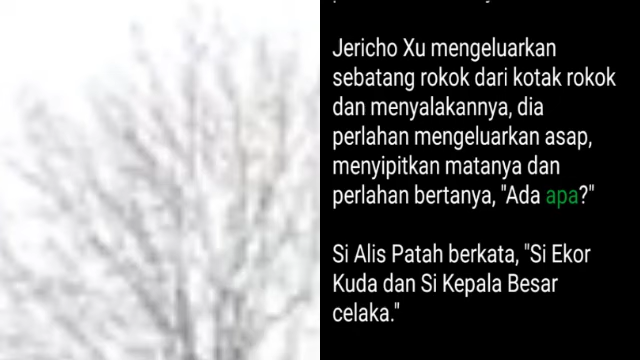 Jericho Xu mengeluarkan
sebatang rokok dari kotak rokok
dan menyalakannya, dia
perlahan mengeluarkan asap,
menyipitkan matanya dan
perlahan bertanya, "Ada apa?"
Si Alis Patah berkata, "Si Ekor
Kuda dan Si Kepala Besar
celaka."